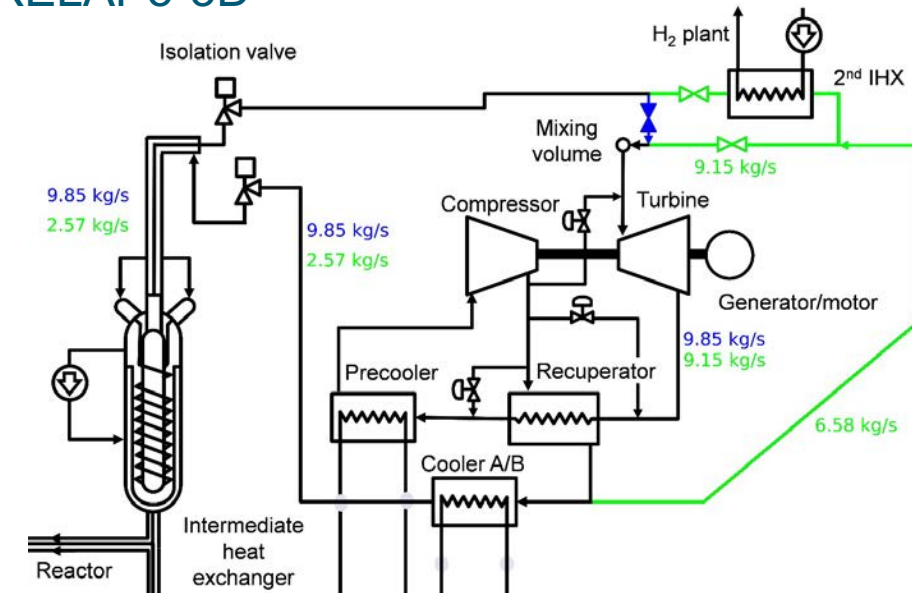 RELAP5-3D
H2 plant
Isolation valve
2nd IHX
Mixing
volume
9.15 kg/s
9.85 kg/s
2.57 kg/s
Compressor
Turbine
9.85 kg/s
2.57 kg/s
Generator/motor
9.85 kg/s
9.15 kg/s
Precooler
Recuperator
6.58 kg/s
Cooler A/B
Intermediate
heat
exchanger
Reactor